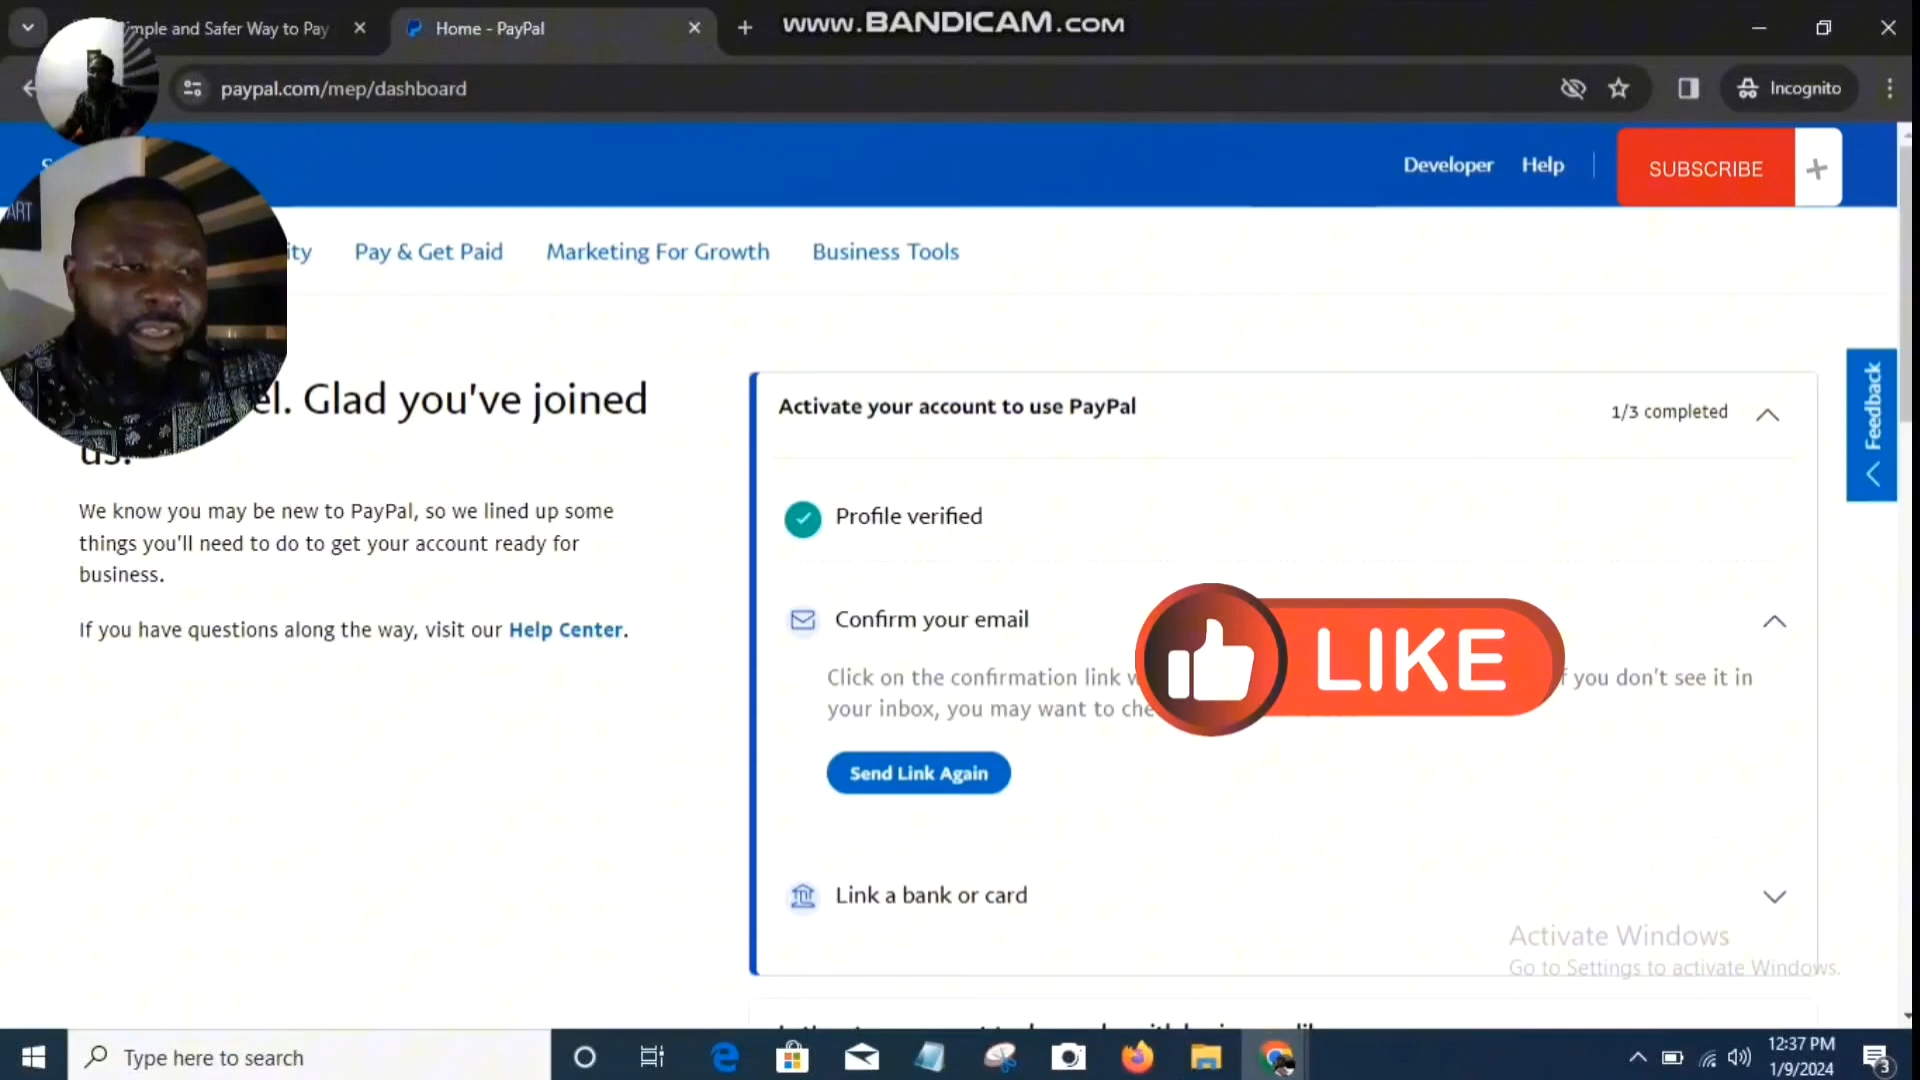 imple and Safer Way to Pay
Home - PayPal
www.BANDICAM.com
paypal.com/mep/dashboard
Incognito
Developer
Help
SUBSCRIBE
ART
ity
Pay & Get Paid
Marketing For Growth
Business Tools
el. Glad you've joined
us.
We know you may be new to PayPal, so we lined up some
things you'll need to do to get your account ready for
business.
If you have questions along the way, visit our Help Center.
Activate your account to use PayPal
1/3 completed
Feedback
Profile verified
Confirm your email
Click on the confirmation link
you don't see it in
your inbox, you may want to che
LIKE
Send Link Again
Link a bank or card
Activate Windows
Go to Settings to activate Windows.
Type here to search
12:37 PM
1/9/2024
3